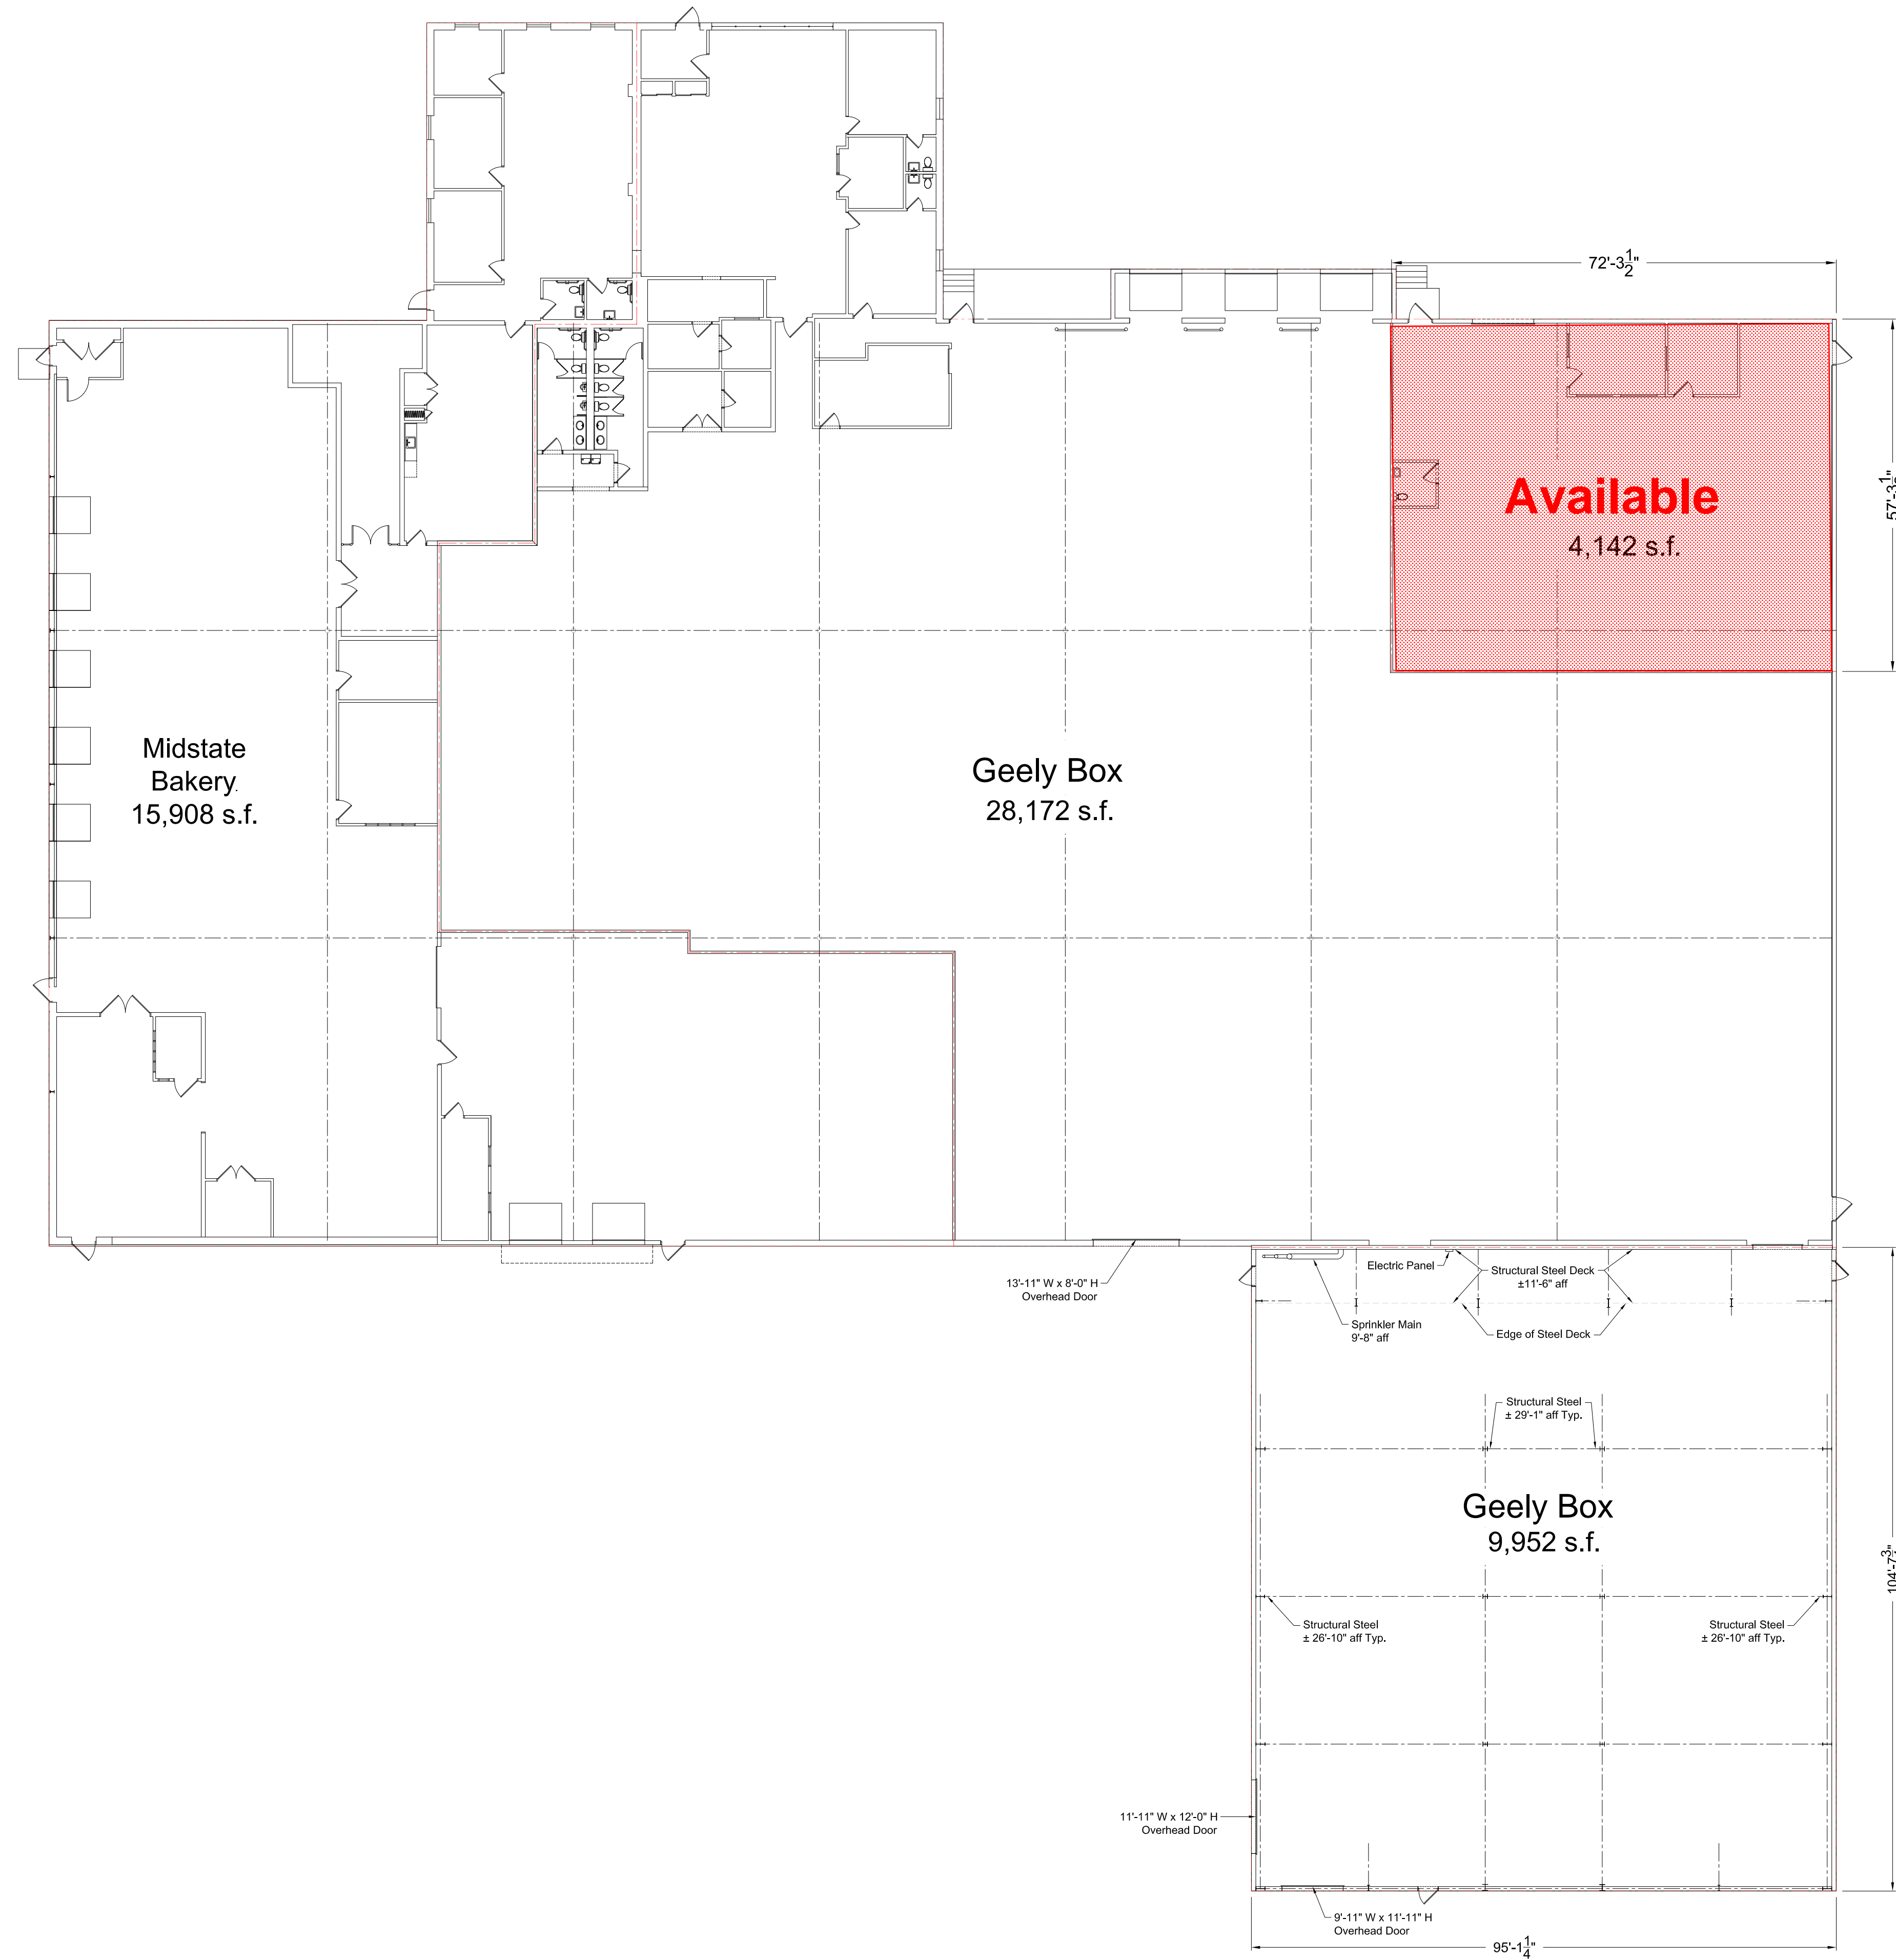 72'-3 1/2"
57'-3 1/2"
Available
4,142 s.f.
Midstate
Bakery.
15,908 s.f.
Geely Box
28,172 s.f.
13'-11" W x 8'-0" H
Overhead Door
Electric Panel
Structural Steel Deck
±11'-6" aff
Sprinkler Main
9'-8" aff
Edge of Steel Deck
Structural Steel
± 29'-1" aff Typ.
Geely Box
9,952 s.f.
Structural Steel
± 26'-10" aff Typ.
Structural Steel
± 26'-10" aff Typ.
11'-11" W x 12'-0" H
Overhead Door
9'-11" W x 11'-11" H
Overhead Door
95'-1 1/4"